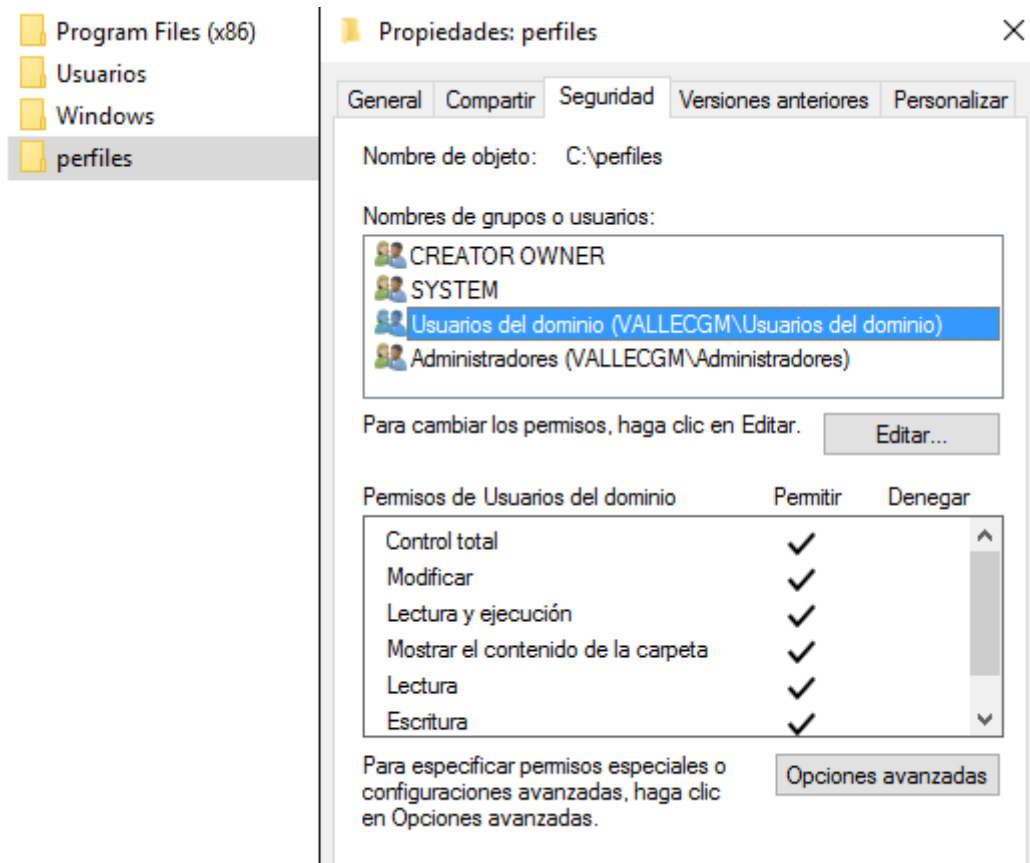 Program Files (x86)
Usuarios
Windows
perfiles
Propiedades: perfiles
General Compartir Seguridad Versiones anteriores Personalizar
Nombre de objeto: C:\perfiles
Nombres de grupos o usuarios:
CREATOR OWNER
SYSTEM
Usuarios del dominio (VALLECGM\Usuarios del dominio)
Administradores (VALLECGM\Administradores)
Para cambiar los permisos, haga clic en Editar. Editar...
Permisos de Usuarios del dominio Permitir Denegar
Control total
Modificar
Lectura y ejecución
Mostrar el contenido de la carpeta
Lectura
Escritura
Para especificar permisos especiales o
configuraciones avanzadas, haga clic
en Opciones avanzadas.
Opciones avanzadas